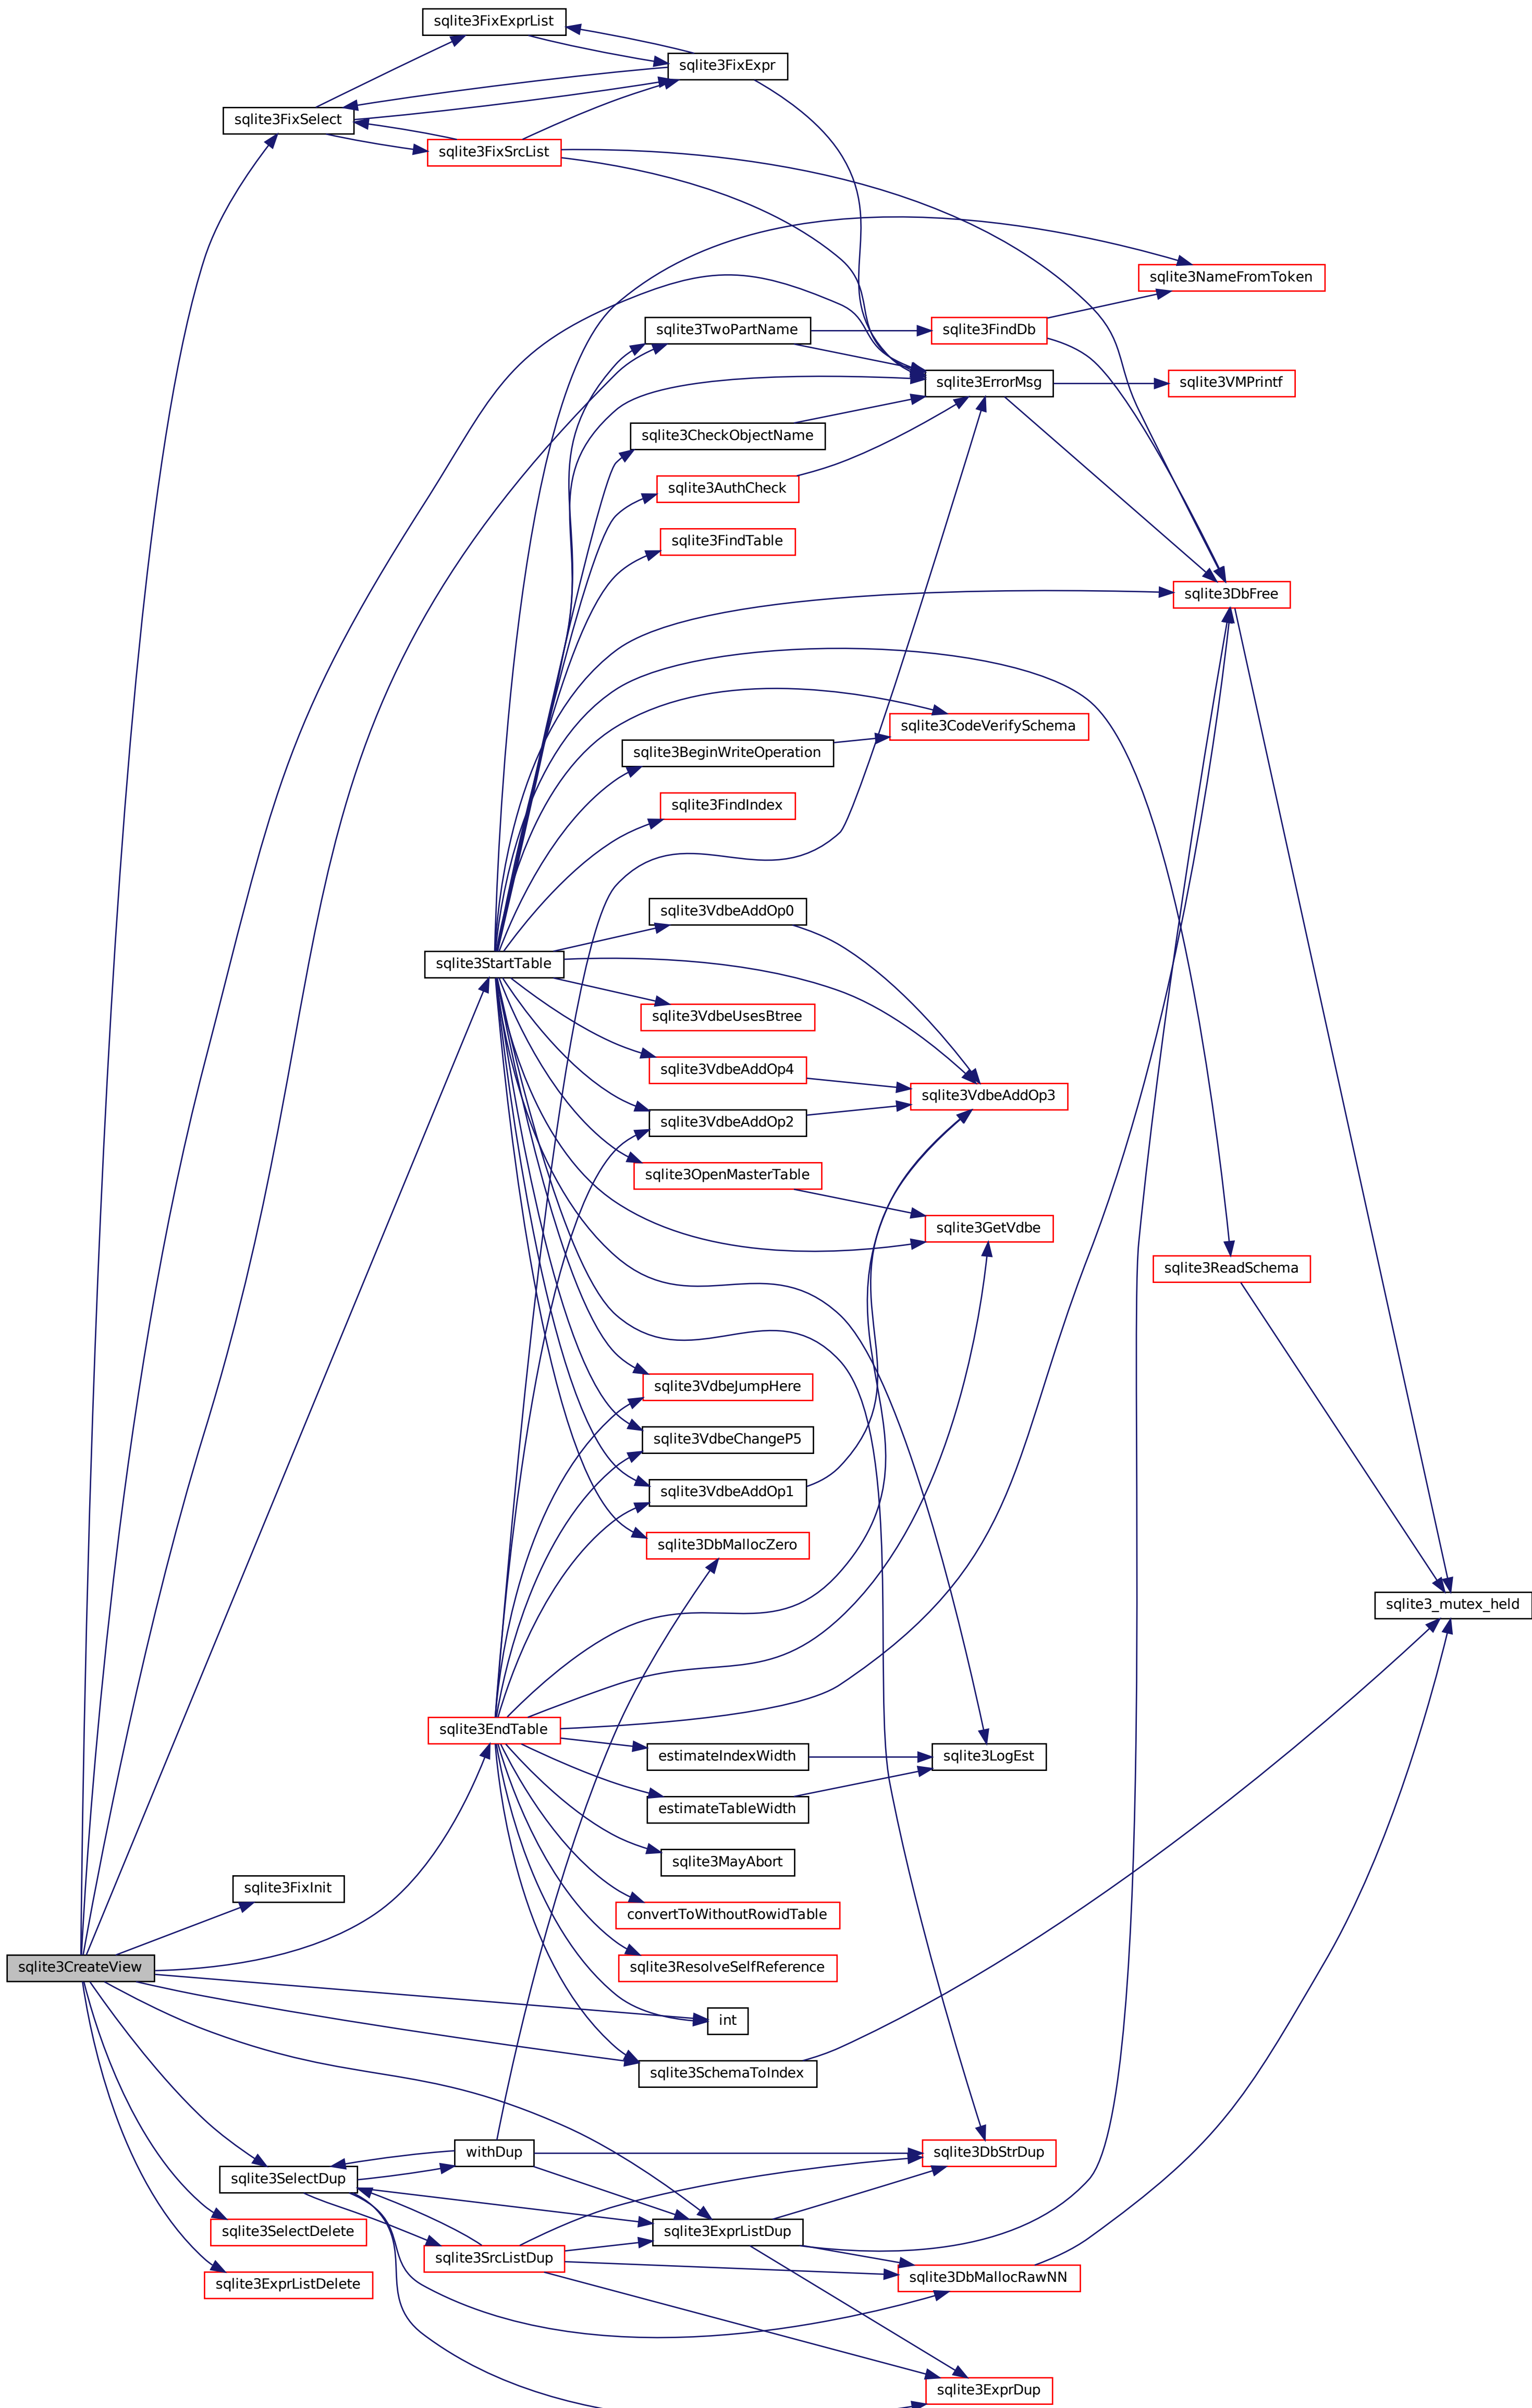 sqlite3FixExprList
sqlite3FixExpr
sqlite3FixSelect
sqlite3FixSrcList
sqlite3NameFromToken
sqlite3TwoPartName
sqlite3FindDb
sqlite3ErrorMsg
sqlite3VMPrintf
sqlite3CheckObjectName
sqlite3AuthCheck
sqlite3FindTable
sqlite3DbFree
sqlite3CodeVerifySchema
sqlite3BeginWriteOperation
sqlite3FindIndex
sqlite3VdbeAddOp0
sqlite3StartTable
sqlite3VdbeUsesBtree
sqlite3VdbeAddOp4
sqlite3VdbeAddOp3
sqlite3VdbeAddOp2
sqlite3OpenMasterTable
sqlite3GetVdbe
sqlite3ReadSchema
sqlite3VdbeJumpHere
sqlite3VdbeChangeP5
sqlite3VdbeAddOp1
sqlite3DbMallocZero
sqlite3_mutex_held
sqlite3EndTable
estimateIndexWidth
sqlite3LogEst
estimateTableWidth
sqlite3MayAbort
sqlite3FixInit
convertToWithoutRowidTable
sqlite3CreateView
sqlite3ResolveSelfReference
int
sqlite3SchemaToIndex
withDup
sqlite3DbStrDup
sqlite3SelectDup
sqlite3SelectDelete
sqlite3ExprListDup
sqlite3SrcListDup
sqlite3DbMallocRawNN
sqlite3ExprListDelete
sqlite3ExprDup